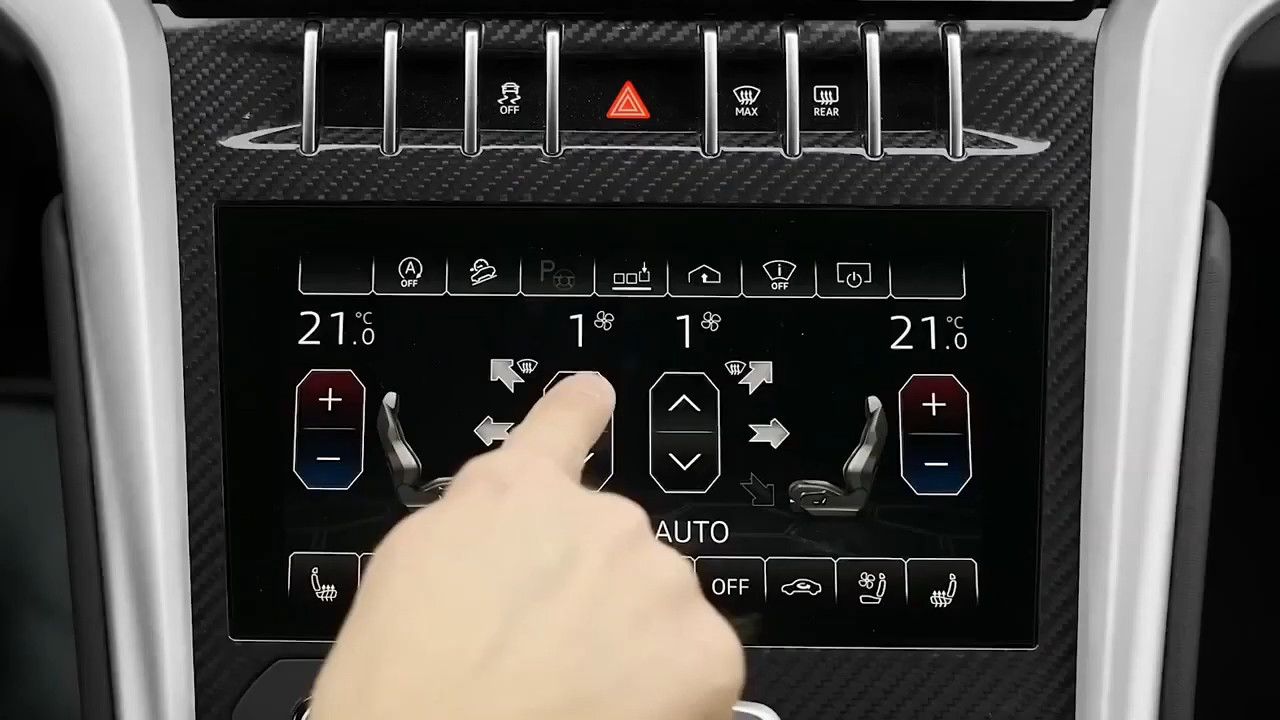 OFF MAX REAR
A OFF P i OFF
21.0°C 1 1 21.0°C
+ +
− −
AUTO
OFF